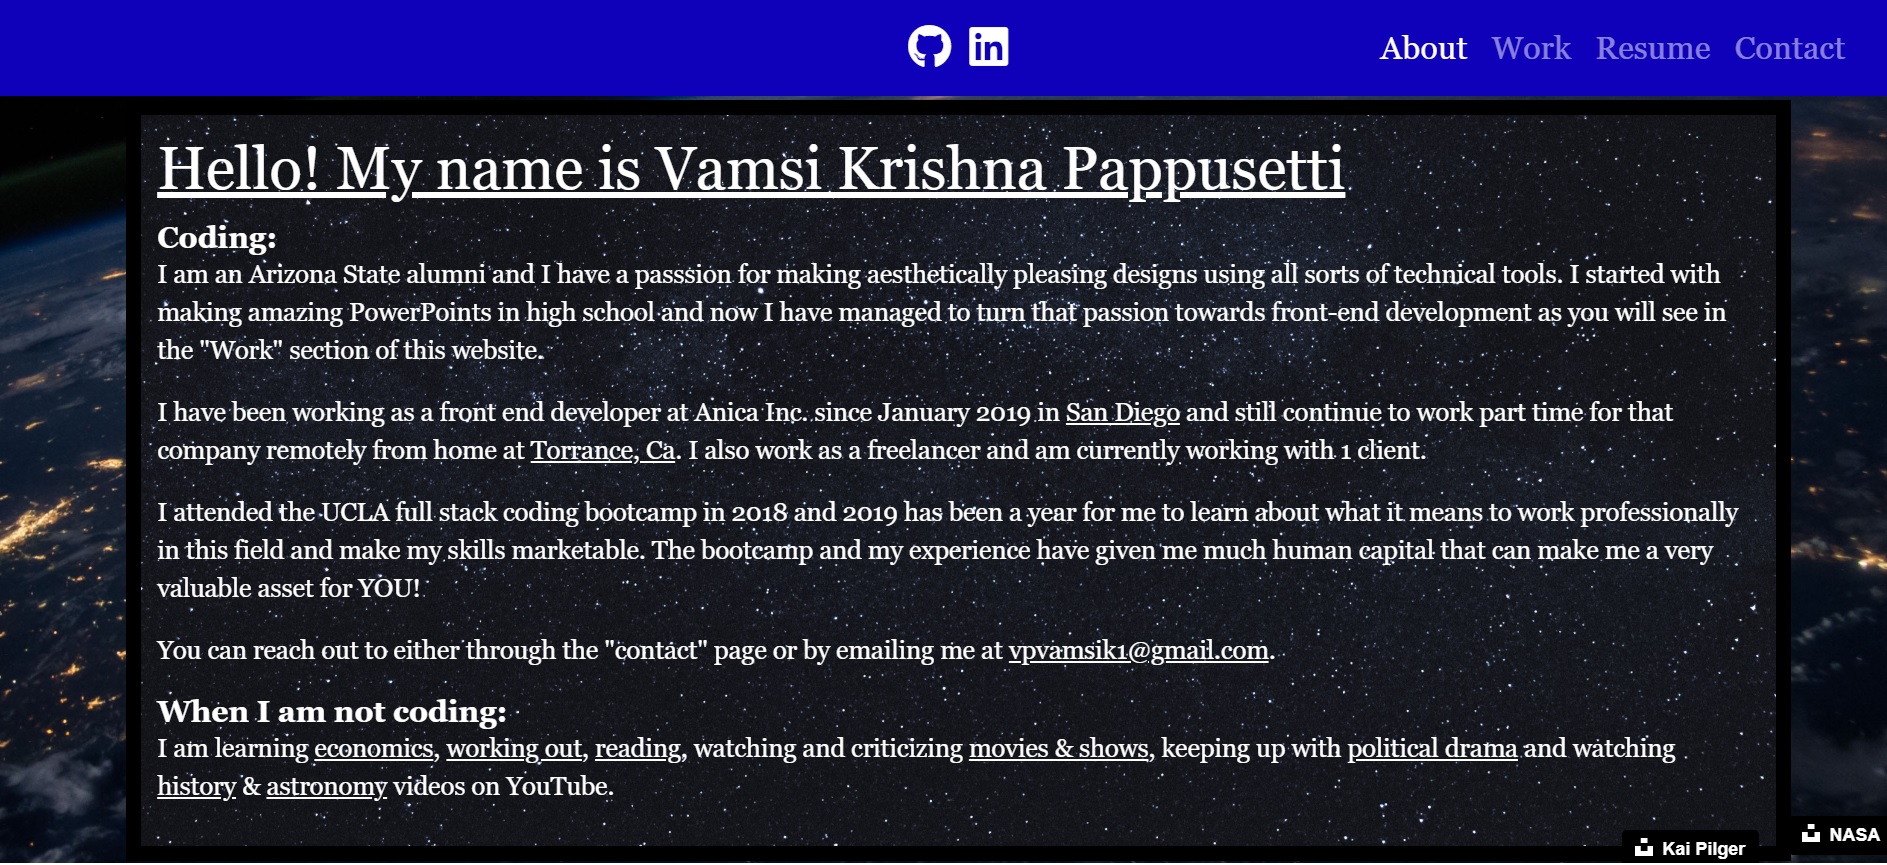 About Work Resume Contact
Hello! My name is Vamsi Krishna Pappusetti
Coding:
I am an Arizona State alumni and I have a passsion for making aesthetically pleasing designs using all sorts of technical tools. I started with
making amazing PowerPoints in high school and now I have managed to turn that passion towards front-end development as you will see in
the "Work" section of this website.
I have been working as a front end developer at Anica Inc. since January 2019 in San Diego and still continue to work part time for that
company remotely from home at Torrance, Ca. I also work as a freelancer and am currently working with 1 client.
I attended the UCLA full stack coding bootcamp in 2018 and 2019 has been a year for me to learn about what it means to work professionally
in this field and make my skills marketable. The bootcamp and my experience have given me much human capital that can make me a very
valuable asset for YOU!
You can reach out to either through the "contact" page or by emailing me at vpvamsik1@gmail.com.
When I am not coding:
I am learning economics, working out, reading, watching and criticizing movies & shows, keeping up with political drama and watching
history & astronomy videos on YouTube.
Kai Pilger
NASA